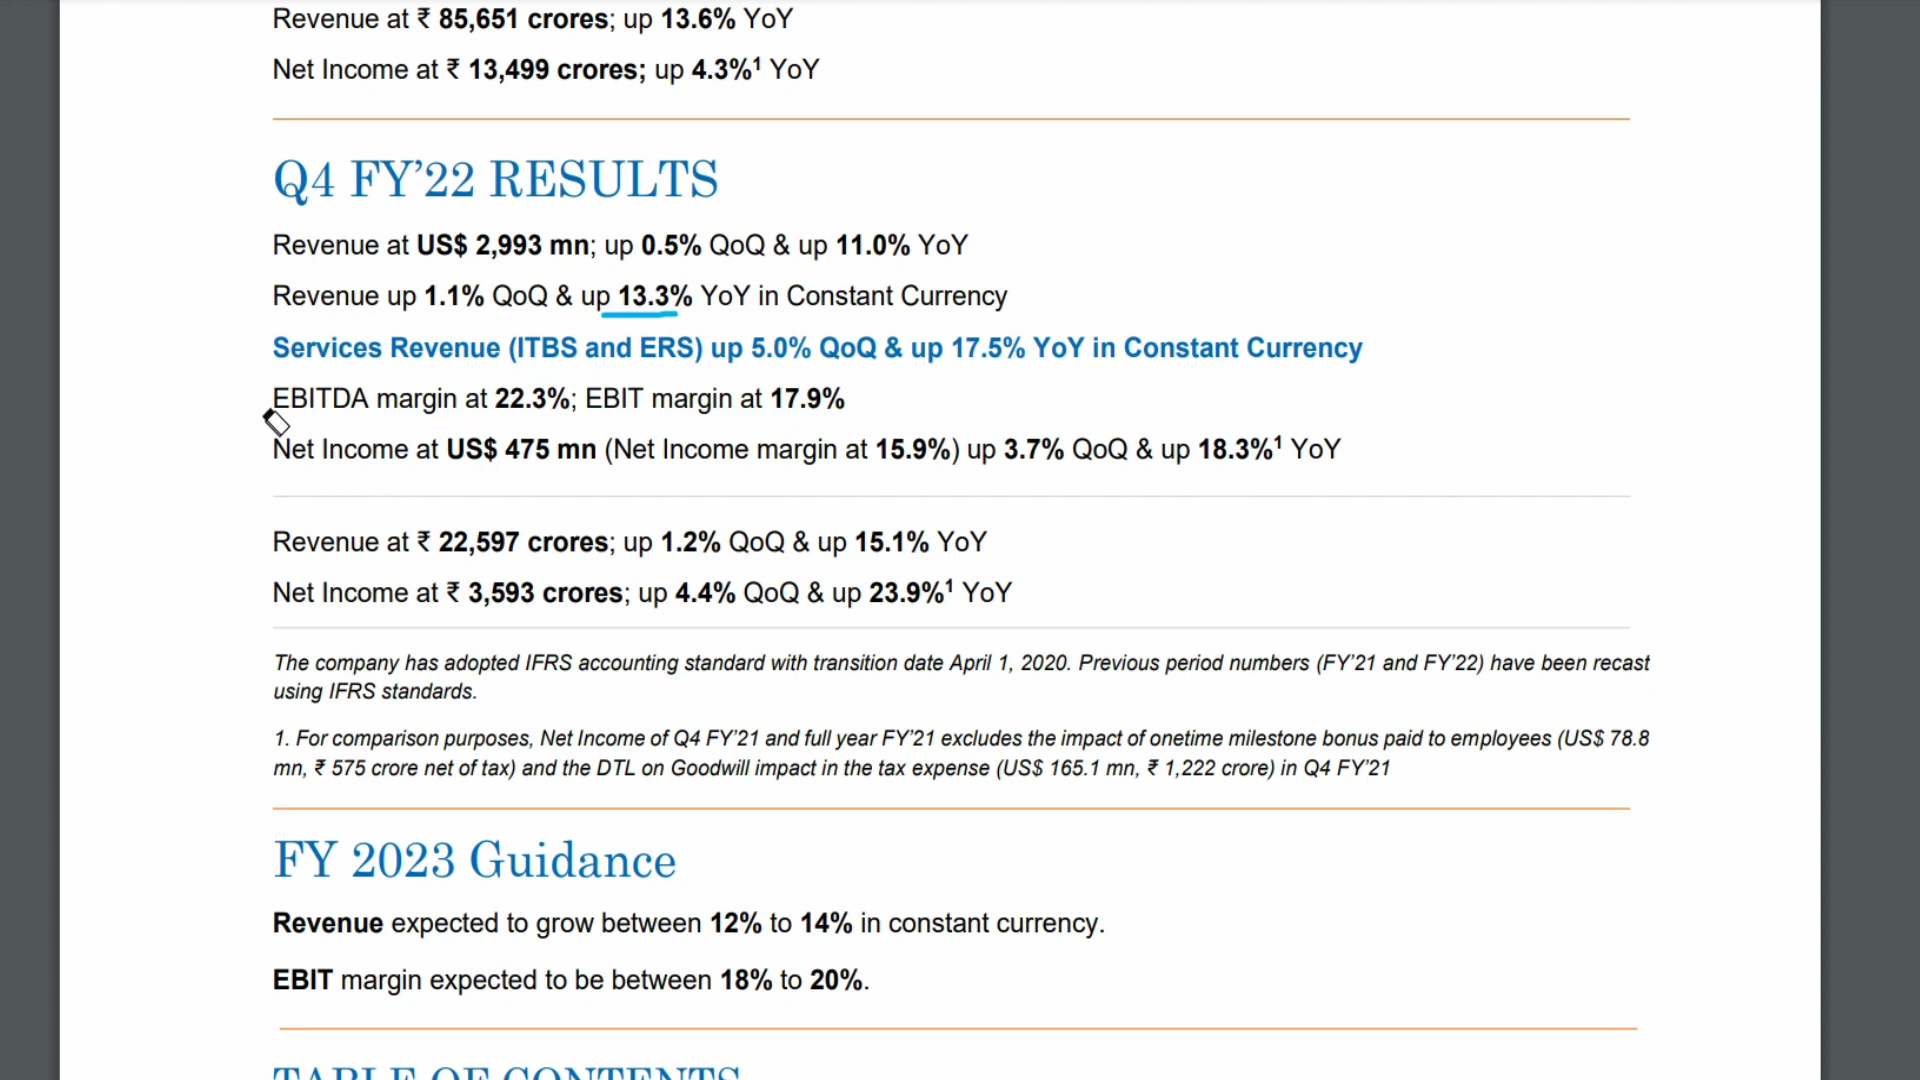 Revenue at ₹ 85,651 crores; up 13.6% YoY
Net Income at ₹ 13,499 crores; up 4.3%¹ YoY
Q4 FY’22 RESULTS
Revenue at US$ 2,993 mn; up 0.5% QoQ & up 11.0% YoY
Revenue up 1.1% QoQ & up 13.3% YoY in Constant Currency
Services Revenue (ITBS and ERS) up 5.0% QoQ & up 17.5% YoY in Constant Currency
EBITDA margin at 22.3%; EBIT margin at 17.9%
Net Income at US$ 475 mn (Net Income margin at 15.9%) up 3.7% QoQ & up 18.3%¹ YoY
Revenue at ₹ 22,597 crores; up 1.2% QoQ & up 15.1% YoY
Net Income at ₹ 3,593 crores; up 4.4% QoQ & up 23.9%¹ YoY
The company has adopted IFRS accounting standard with transition date April 1, 2020. Previous period numbers (FY’21 and FY’22) have been recast
using IFRS standards.
1. For comparison purposes, Net Income of Q4 FY’21 and full year FY’21 excludes the impact of onetime milestone bonus paid to employees (US$ 78.8
mn, ₹ 575 crore net of tax) and the DTL on Goodwill impact in the tax expense (US$ 165.1 mn, ₹ 1,222 crore) in Q4 FY’21
FY 2023 Guidance
Revenue expected to grow between 12% to 14% in constant currency.
EBIT margin expected to be between 18% to 20%.
TABLE OF CONTENTS